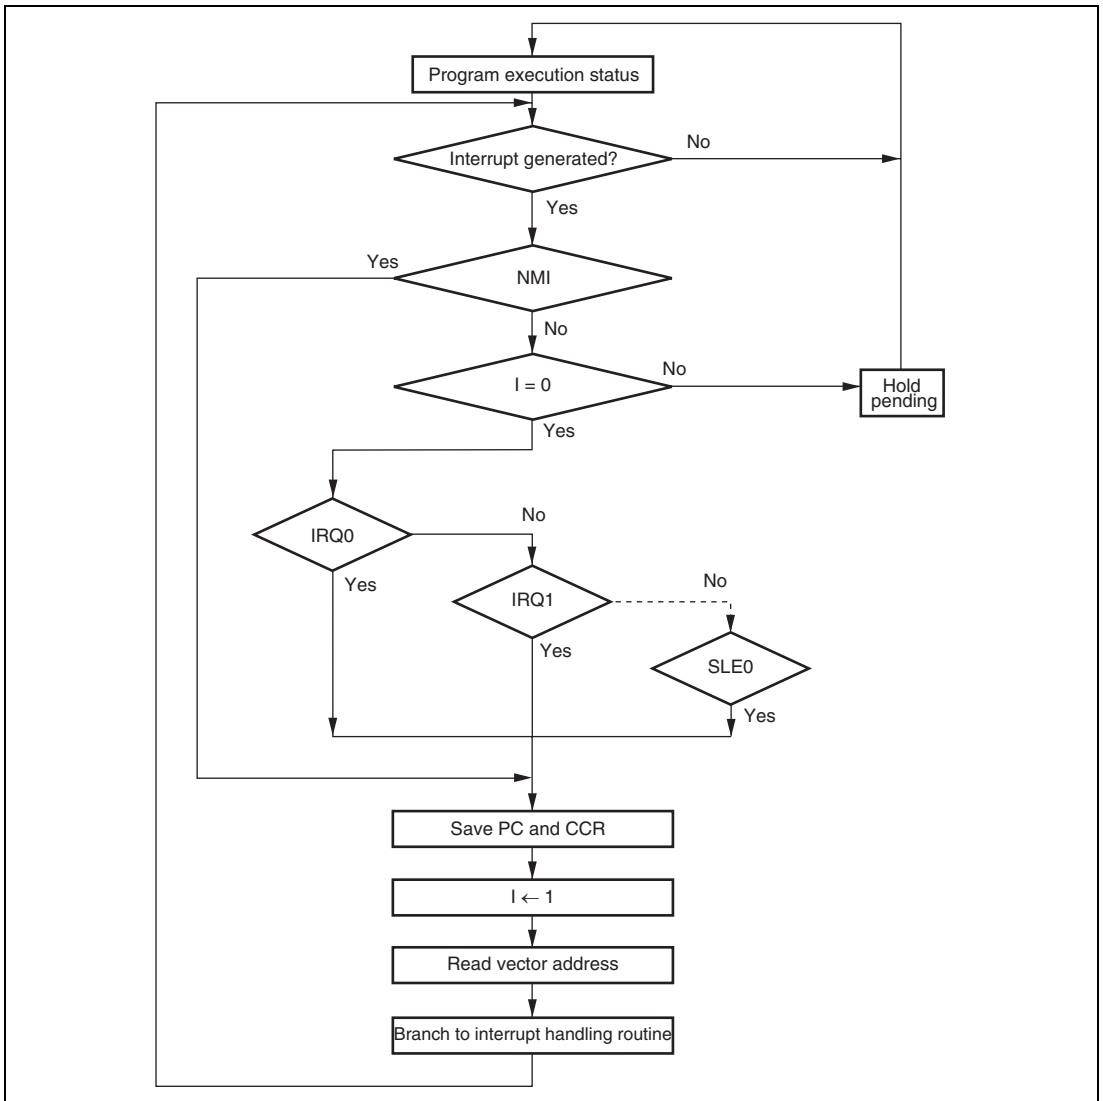 Program execution status
Interrupt generated?
No
Yes
Yes
NMI
No
I = 0
No
Hold
pending
Yes
IRQ0
No
Yes
IRQ1
No
Yes
SLE0
Yes
Save PC and CCR
I ← 1
Read vector address
Branch to interrupt handling routine